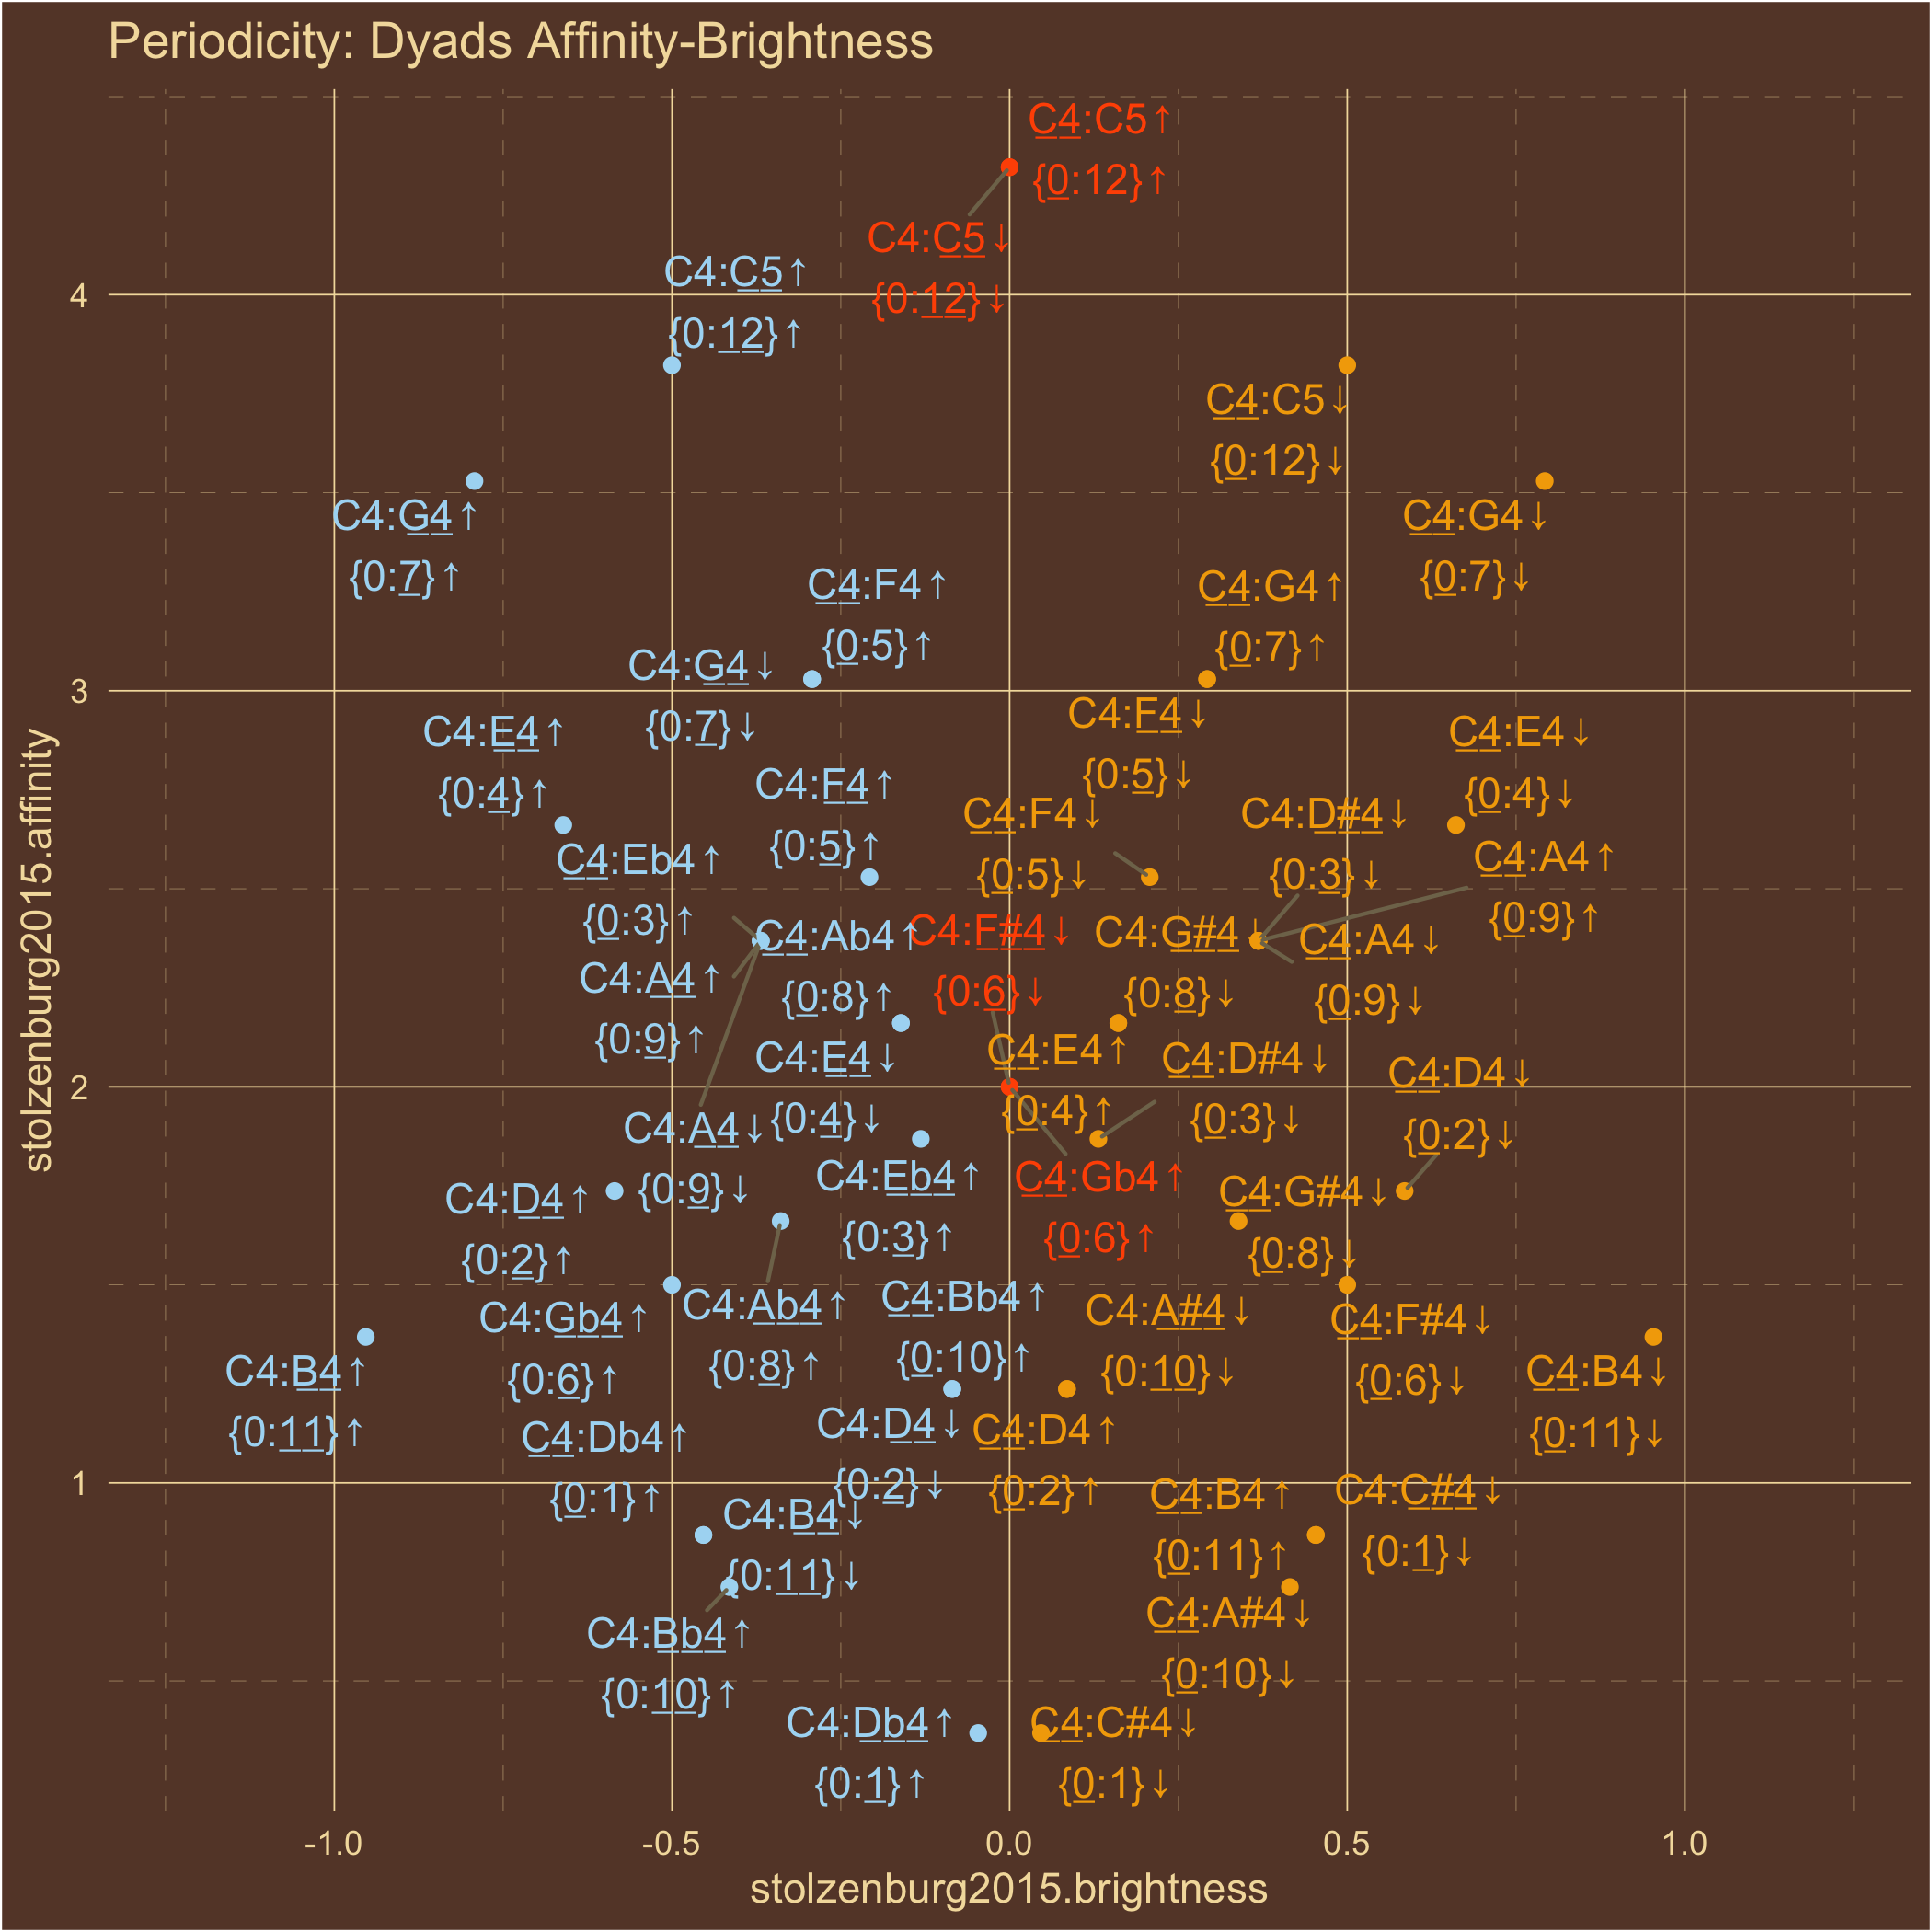 Periodicity: Dyads Affinity-Brightness
C4:C5↑
{0:12}↑
C4:C5↓
{0:12}↓
C4:C5↑
{0:12}↑
4
C4:C5↓
{0:12}↓
C4:G4↑
{0:7}↑
C4:G4↓
{0:7}↓
C4:F4↑
{0:5}↑
C4:G4↑
{0:7}↑
C4:G4↓
{0:7}↓
3
C4:F4↓
{0:5}↓
C4:E4↑
{0:4}↑
C4:E4↓
{0:4}↓
C4:F4↑
{0:5}↑
C4:F4↓
{0:5}↓
C4:D#4↓
{0:3}↓
C4:Eb4↑
{0:3}↑
C4:A4↑
{0:9}↑
C4:Ab4↑
{0:8}↑
C4:F#4↓
{0:6}↓
C4:G#4↓
{0:8}↓
C4:A4↓
{0:9}↓
C4:A4↑
{0:9}↑
C4:E4↓
{0:4}↓
C4:E4↑
{0:4}↑
C4:D#4↓
{0:3}↓
C4:D4↓
{0:2}↓
2
C4:A4↓
{0:9}↓
C4:Eb4↑
{0:3}↑
C4:Gb4↑
{0:6}↑
C4:D4↑
{0:2}↑
C4:G#4↓
{0:8}↓
C4:Gb4↑
{0:6}↑
C4:Ab4↑
{0:8}↑
C4:Bb4↑
{0:10}↑
C4:A#4↓
{0:10}↓
C4:F#4↓
{0:6}↓
C4:B4↑
{0:11}↑
C4:B4↓
{0:11}↓
C4:Db4↑
{0:1}↑
C4:D4↓
{0:2}↓
C4:D4↑
{0:2}↑
1
C4:B4↓
{0:11}↓
C4:B4↑
{0:11}↑
C4:C#4↓
{0:1}↓
C4:Bb4↑
{0:10}↑
C4:A#4↓
{0:10}↓
C4:Db4↑
{0:1}↑
C4:C#4↓
{0:1}↓
stolzenburg2015.affinity
-1.0
-0.5
0.0
0.5
1.0
stolzenburg2015.brightness